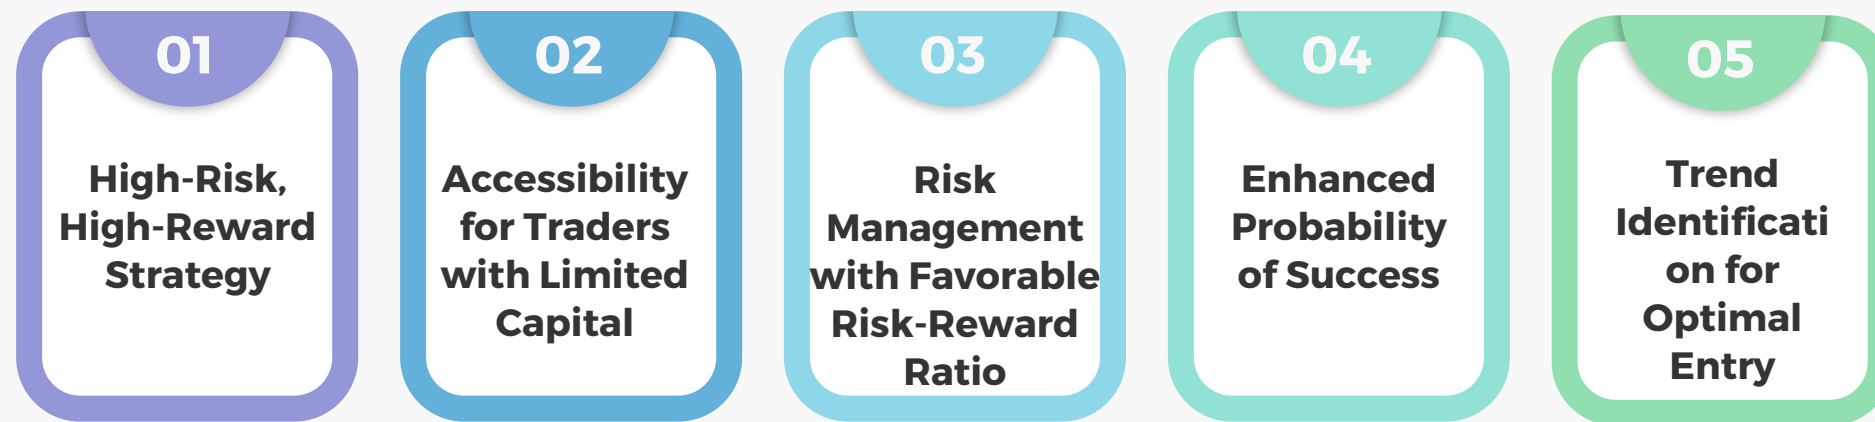 01
High-Risk,
High-Reward
Strategy
02
Accessibility
for Traders
with Limited
Capital
03
Risk
Management
with Favorable
Risk-Reward
Ratio
04
Enhanced
Probability
of Success
05
Trend
Identificati
on for
Optimal
Entry